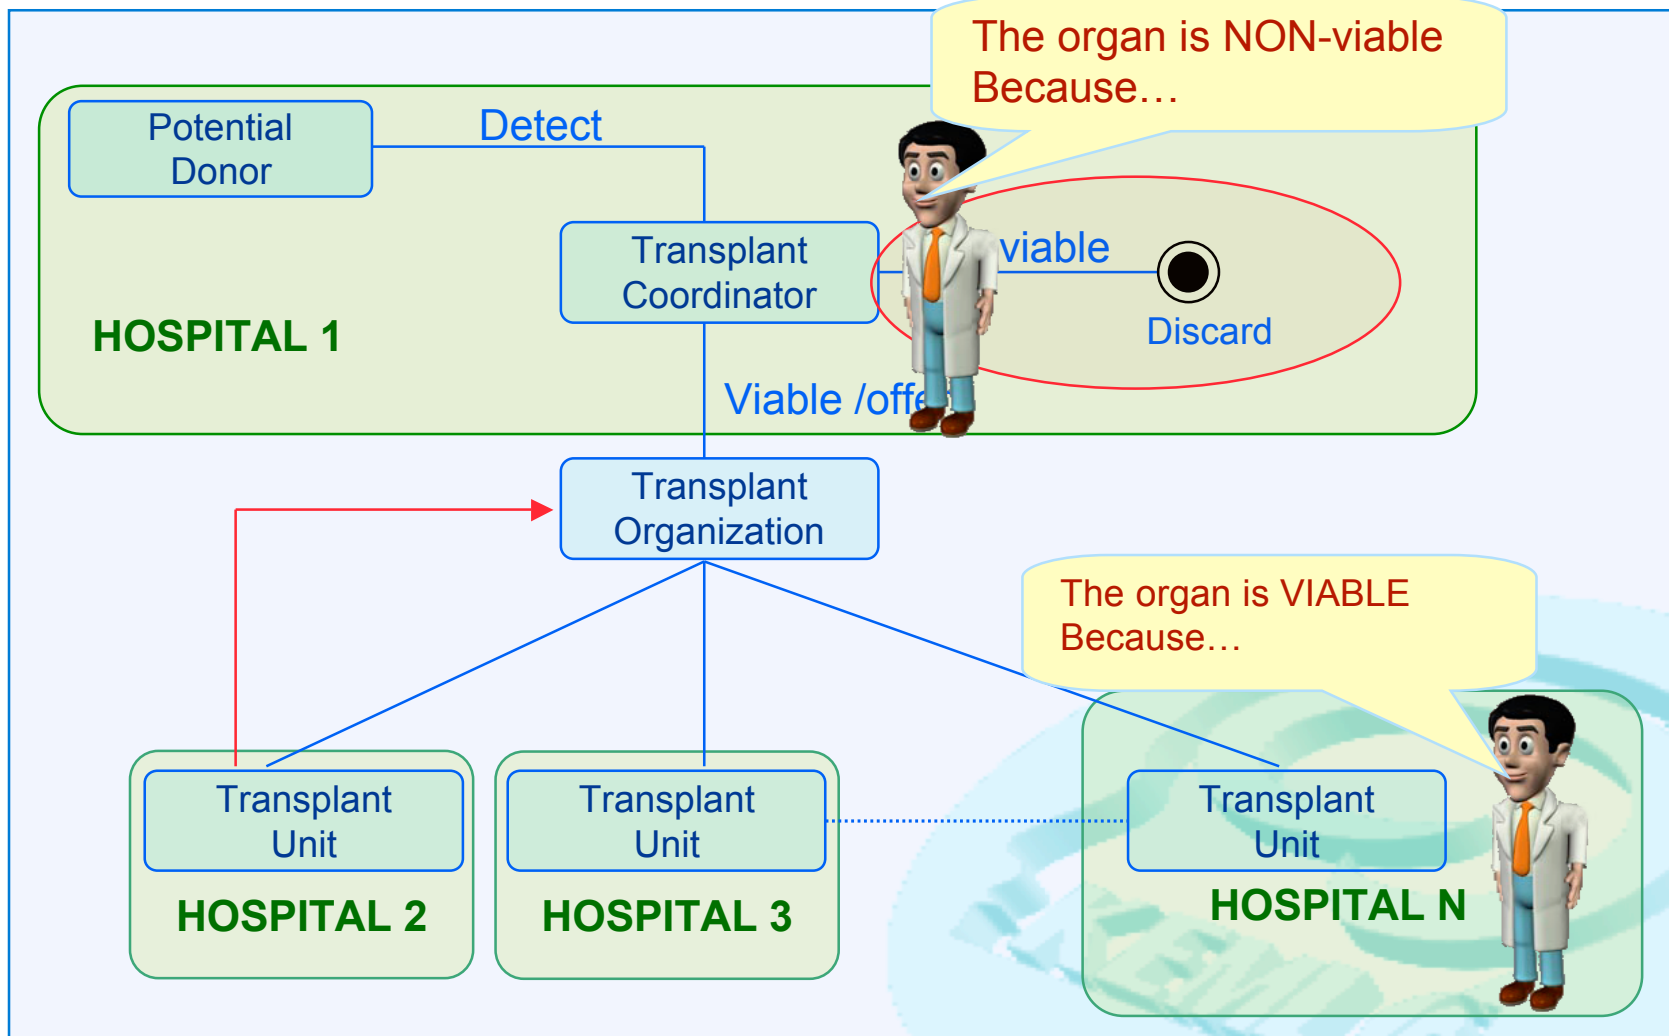 The organ is NON-viable
Because…
Potential
Donor
Detect
Transplant
Coordinator
viable
Discard
HOSPITAL 1
Viable /offe
Transplant
Organization
The organ is VIABLE
Because…
Transplant
Unit
HOSPITAL 2
Transplant
Unit
HOSPITAL 3
Transplant
Unit
HOSPITAL N